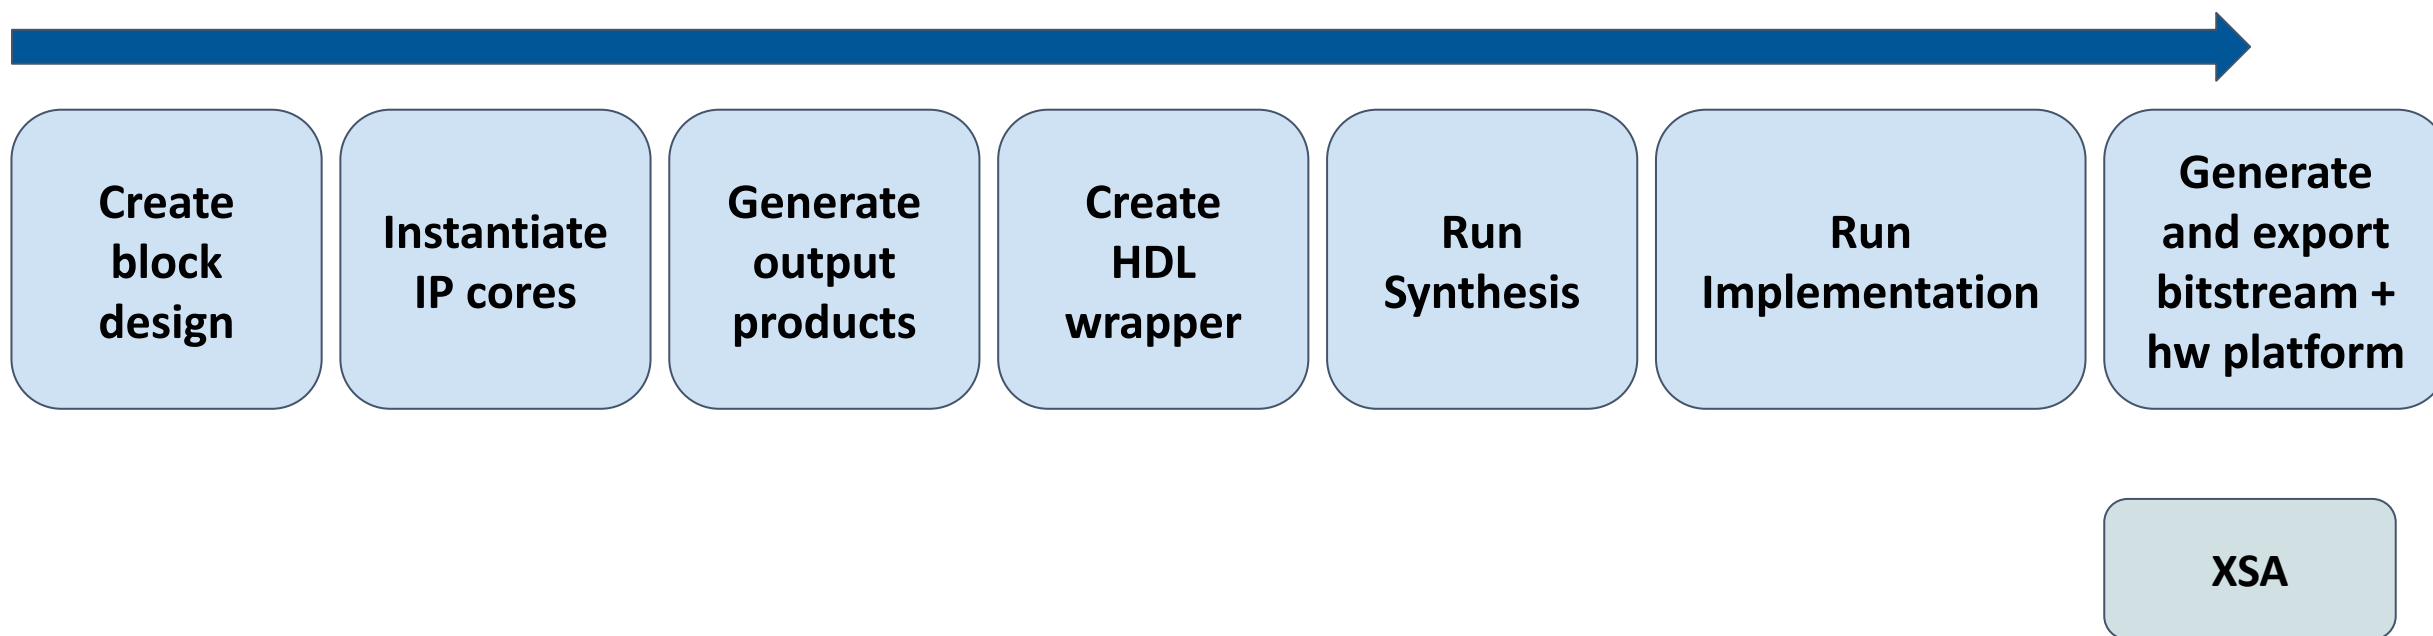 Create
block
design
Instantiate
IP cores
Generate
output
products
Create
HDL
wrapper
Run
Synthesis
Run
Implementation
Generate
and export
bitstream +
hw platform
XSA